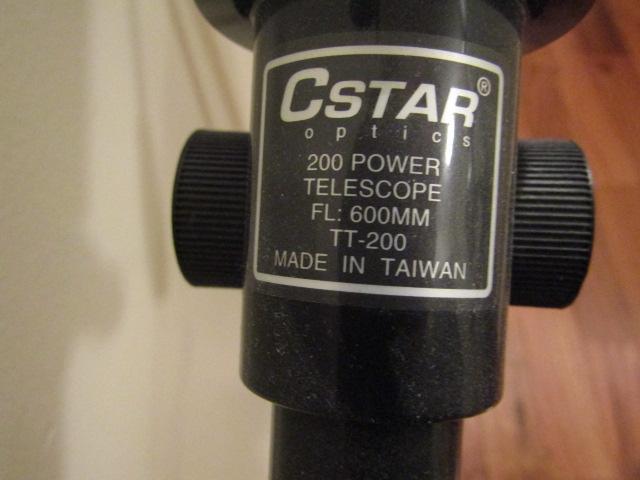 CSTAR®
optics
200 POWER
TELESCOPE
FL: 600MM
TT-200
MADE IN TAIWAN